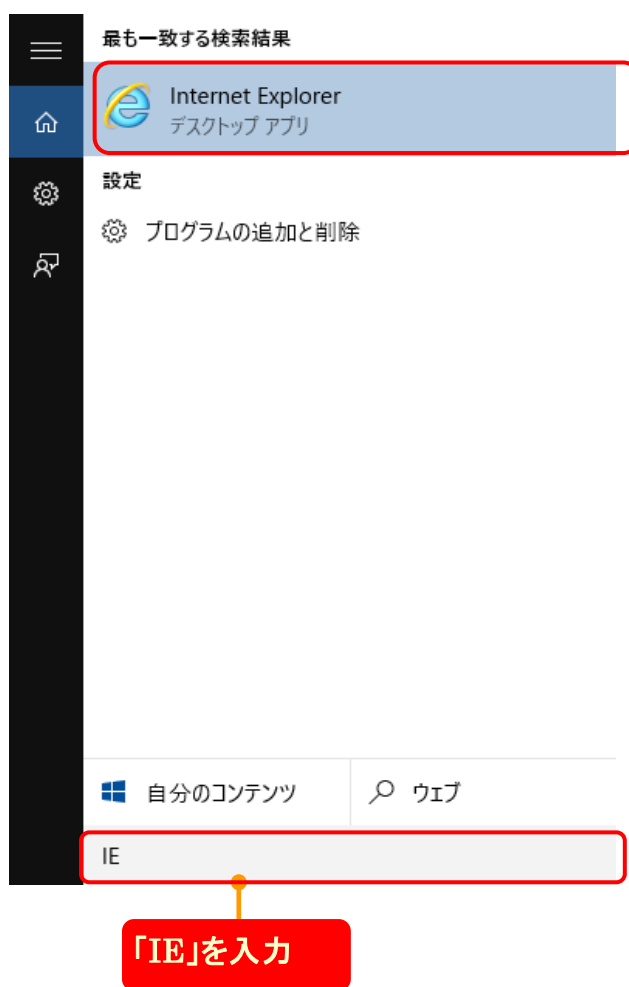 最も一致する検索結果
Internet Explorer
デスクトップ アプリ
設定
プログラムの追加と削除
自分のコンテンツ
ウェブ
IE
「IE」を入力